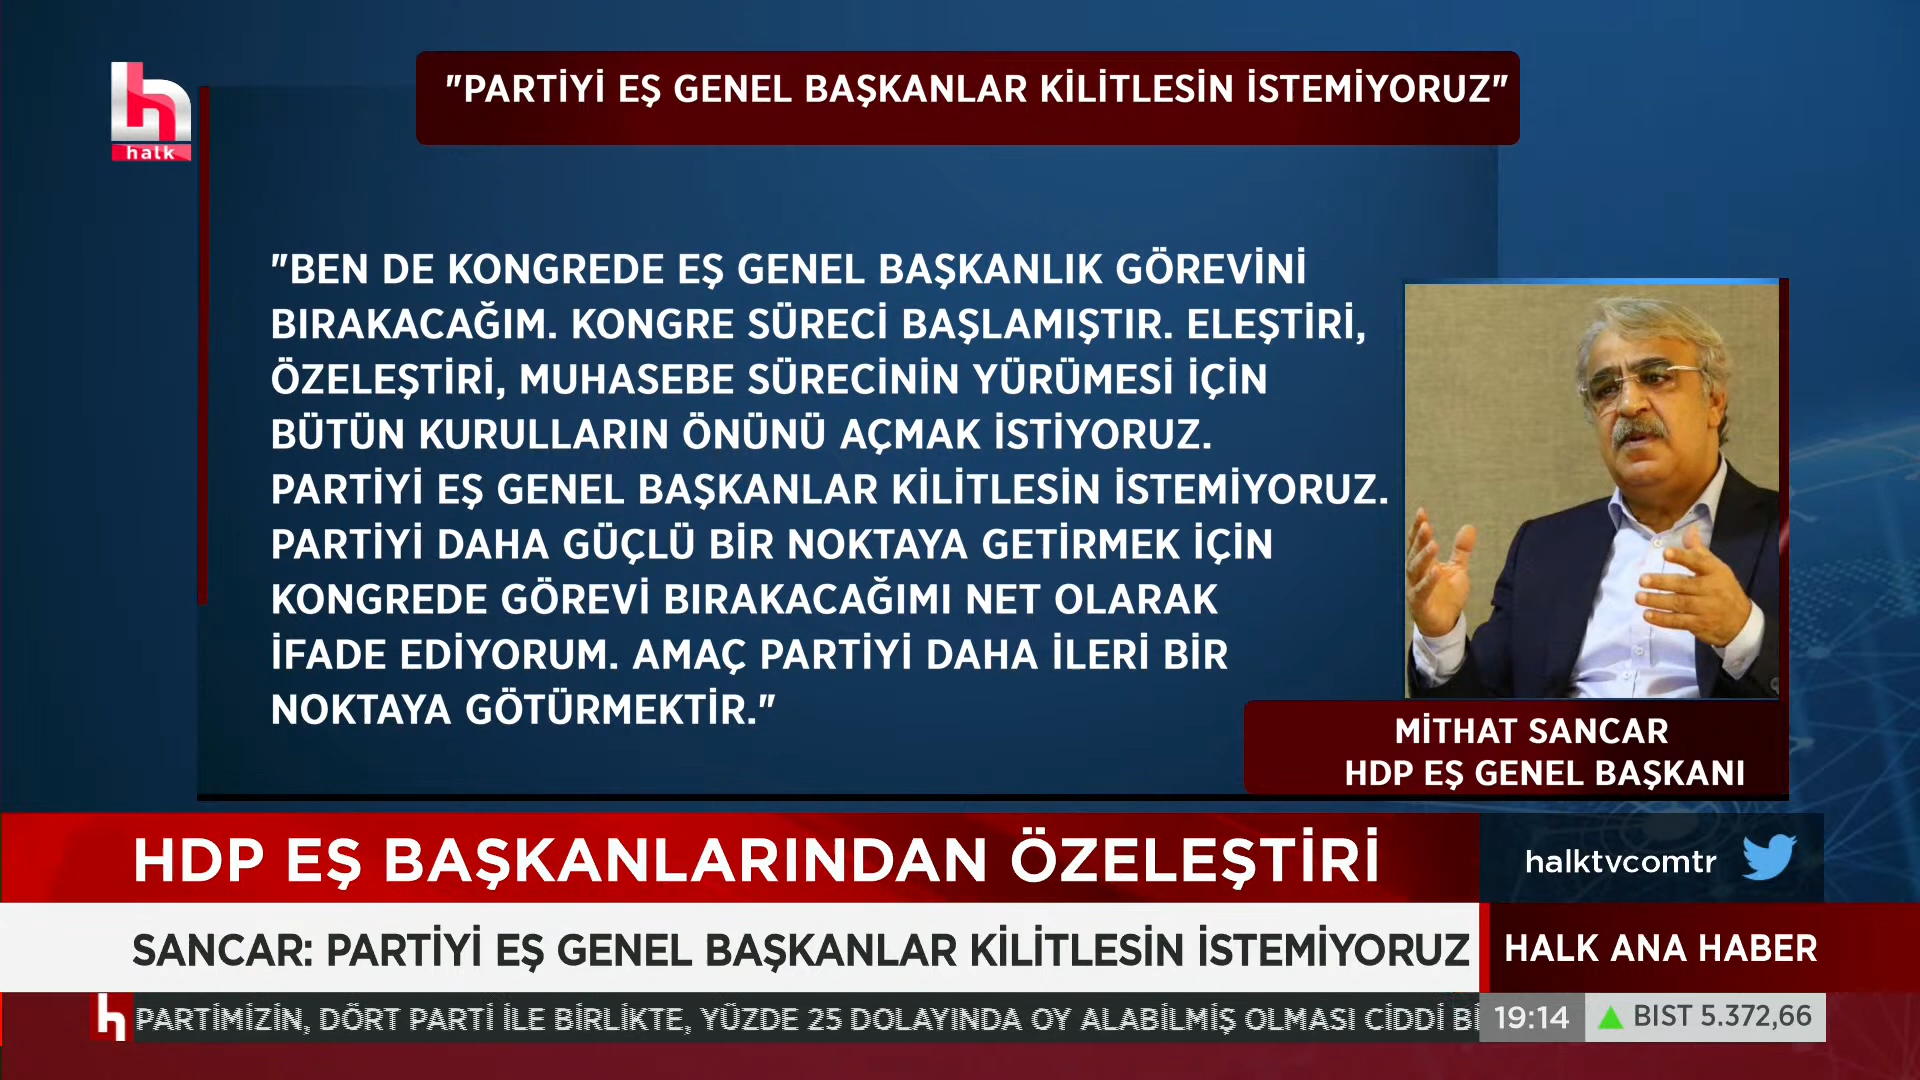 "PARTİYİ EŞ GENEL BAŞKANLAR KİLİTLESİN İSTEMİYORUZ"
h
halk
"BEN DE KONGREDE EŞ GENEL BAŞKANLIK GÖREVİNİ
BIRAKACAĞIM. KONGRE SÜRECİ BAŞLAMIŞTIR. ELEŞTİRİ,
ÖZELEŞTİRİ, MUHASEBE SÜRECİNİN YÜRÜMESİ İÇİN
BÜTÜN KURULLARIN ÖNÜNÜ AÇMAK İSTİYORUZ.
PARTİYİ EŞ GENEL BAŞKANLAR KİLİTLESİN İSTEMİYORUZ.
PARTİYİ DAHA GÜÇLÜ BİR NOKTAYA GETİRMEK İÇİN
KONGREDE GÖREVİ BIRAKACAĞIMI NET OLARAK
İFADE EDİYORUM. AMAÇ PARTİYİ DAHA İLERİ BİR
NOKTAYA GÖTÜRMEKTİR."
MİTHAT SANCAR
HDP EŞ GENEL BAŞKANI
HDP EŞ BAŞKANLARINDAN ÖZELEŞTİRİ
halktvcomtr
SANCAR: PARTİYİ EŞ GENEL BAŞKANLAR KİLİTLESİN İSTEMİYORUZ
HALK ANA HABER
h PARTİMİZİN, DÖRT PARTİ İLE BİRLİKTE, YÜZDE 25 DOLAYINDA OY ALABİLMİŞ OLMASI CİDDİ Bİ
19:14
BIST 5.372,66